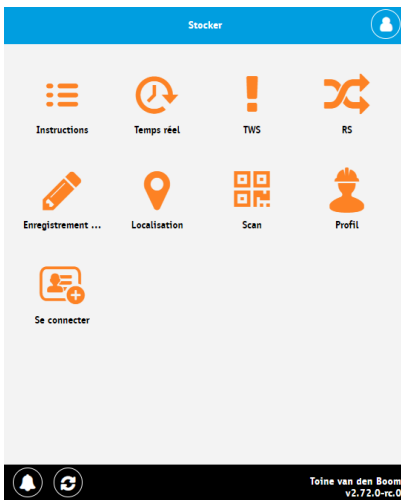 Stocker
Instructions
Temps réel
TWS
RS
Enregistrement ...
Localisation
Scan
Profil
Se connecter
Toine van den Boom
v2.72.0-rc.0